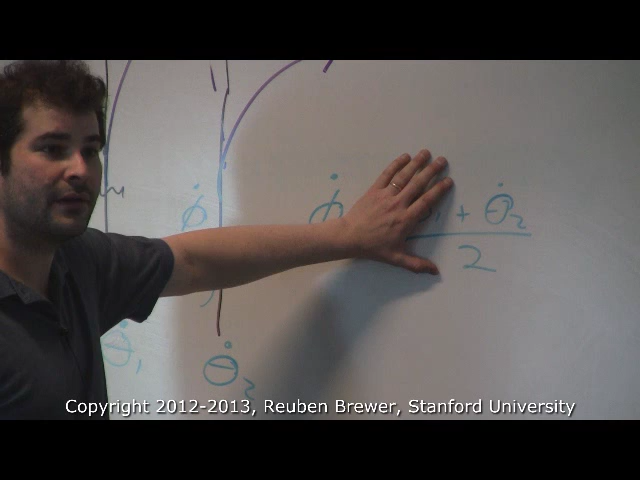 ϕ̇
ϕ̇ ₁ + θ̇₂
2
θ̇₁
θ̇₂
Copyright 2012-2013, Reuben Brewer, Stanford University